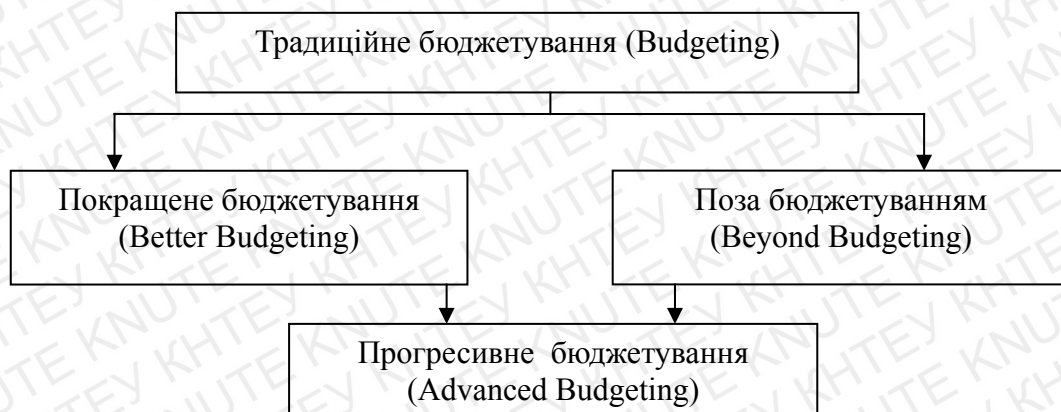 Традиційне бюджетування (Budgeting)
Покращене бюджетування
(Better Budgeting)
Поза бюджетуванням
(Beyond Budgeting)
Прогресивне бюджетування
(Advanced Budgeting)